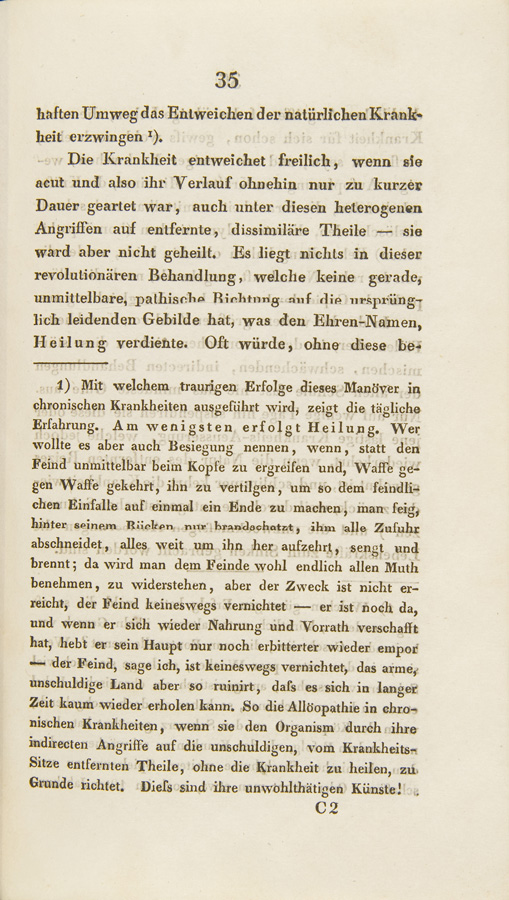 35
haften Umweg das Entweichen der natürlichen Krank-
heit erzwingen ¹).
Die Krankheit entweichet freilich, wenn sie
acut und also ihr Verlauf ohnehin nur zu kurzer
Dauer geartet war, auch unter diesen heterogenen
Angriffen auf entfernte, dissimiläre Theile — sie
ward aber nicht geheilt. Es liegt nichts in dieser
revolutionären Behandlung, welche keine gerade,
unmittelbare, pathische Richtung auf die ursprüng-
lich leidenden Gebilde hat, was den Ehren-Namen,
Heilung verdiente. Oft würde, ohne diese be-
1) Mit welchem traurigen Erfolge dieses Manöver in
chronischen Krankheiten ausgeführt wird, zeigt die tägliche
Erfahrung. Am wenigsten erfolgt Heilung. Wer
wollte es aber auch Besiegung nennen, wenn, statt den
Feind unmittelbar beim Kopfe zu ergreifen und, Waffe ge-
gen Waffe gekehrt, ihn zu vertilgen, um so dem feindli-
chen Einfalle auf einmal ein Ende zu machen, man feig,
hinter seinem Rücken nur brandschatzt, ihm alle Zufuhr
abschneidet, alles weit um ihn her aufzehrt, sengt und
brennt; da wird man dem Feinde wohl endlich allen Muth
benehmen, zu widerstehen, aber der Zweck ist nicht er-
reicht, der Feind keineswegs vernichtet — er ist noch da,
und wenn er sich wieder Nahrung und Vorrath verschafft
hat, hebt er sein Haupt nur noch erbitterter wieder empor
— der Feind, sage ich, ist keineswegs vernichtet, das arme,
unschuldige Land aber so ruinirt, daſs es sich in langer
Zeit kaum wieder erholen kann. So die Allöopathie in chro-
nischen Krankheiten, wenn sie den Organism durch ihre
indirecten Angriffe auf die unschuldigen, vom Krankheits-
Sitze entfernten Theile, ohne die Krankheit zu heilen, zu
Grunde richtet. Dieſs sind ihre unwohlthätigen Künste!
C2